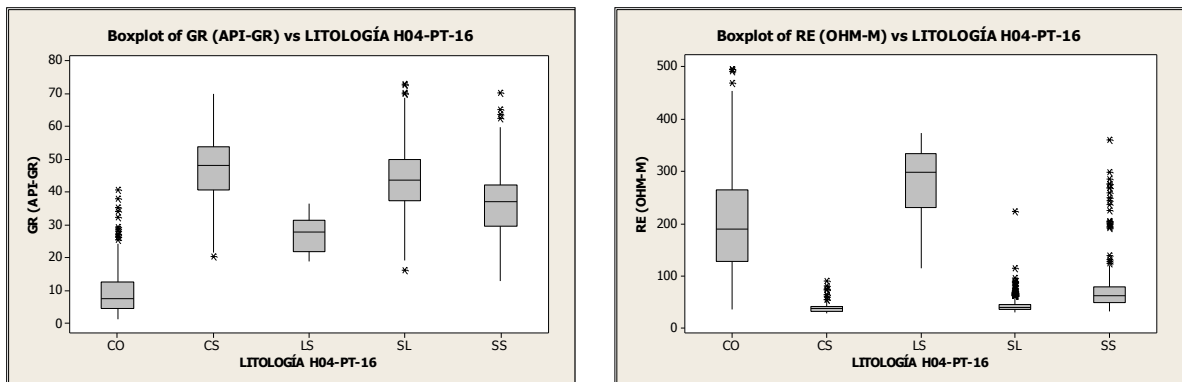 Boxplot of GR (API-GR) vs LITOLOGÍA H04-PT-16
80
70
60
50
40
30
20
10
0
GR (API-GR)
CO CS LS SL SS
LITOLOGÍA H04-PT-16
Boxplot of RE (OHM-M) vs LITOLOGÍA H04-PT-16
500
400
300
200
100
0
RE (OHM-M)
CO CS LS SL SS
LITOLOGÍA H04-PT-16